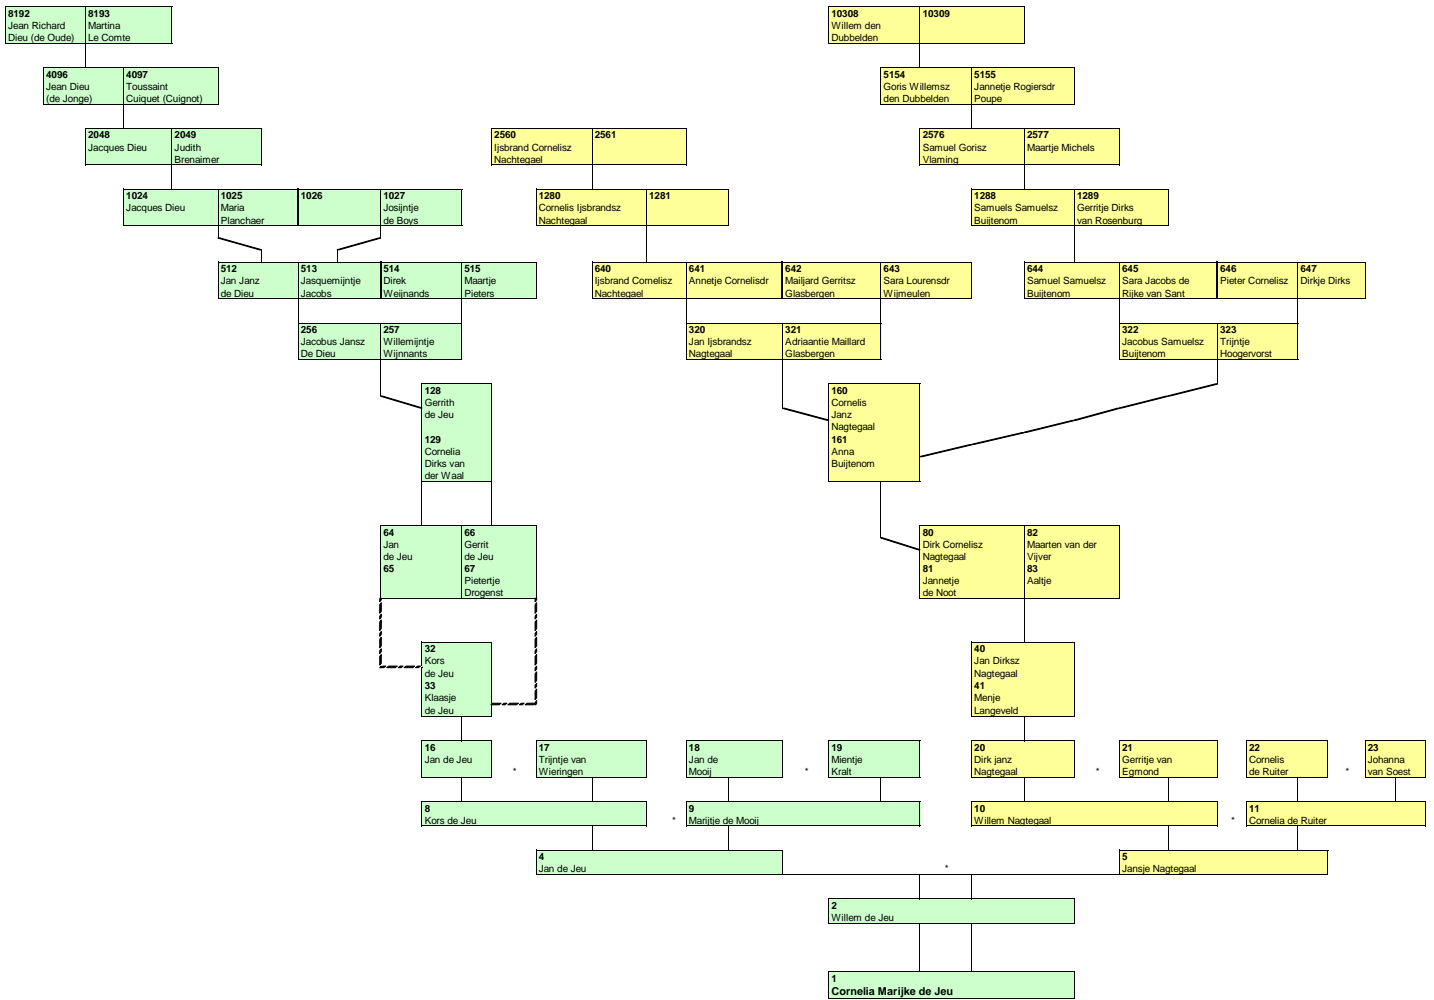 8192 8193 10308 10309
Jean Richard Martina Willem den
Dieu (de Oude) Le Comte Dubbelden
4096 4097 5154 5155
Jean Dieu Toussaint Goris Willemsz Jannetje Rogiersdr
(de Jonge) Cuiquet (Cuignot) den Dubbelden Poupe
2048 2049 2560 2561 2576 2577
Jacques Dieu Judith Ijsbrand Cornelisz Samuel Gorisz Maartje Michels
Brenaimer Nachtegael Vlaming
1024 1025 1026 1027 1280 1281 1288 1289
Jacques Dieu Maria Josijntje Cornelis Ijsbrandsz Samuels Samuelsz Gerritje Dirks
Planchaer de Boys Nachtegaal Buijtenom van Rosenburg
512 513 514 515 640 641 642 643 644 645 646 647
Jan Janz Jasquemijntje Direk Maartje Ijsbrand Cornelisz Annetje Cornelisdr Mailjard Gerritsz Sara Lourensdr Samuel Samuelsz Sara Jacobs de Pieter Cornelisz Dirkje Dirks
de Dieu Jacobs Weijnands Pieters Nachtegael Glasbergen Wijmeulen Buijtenom Rijke van Sant
256 257 320 321 322 323
Jacobus Jansz Willemijntje Jan Ijsbrandsz Adriaantie Maillard Jacobus Samuelsz Trijntje
De Dieu Wijnnants Nagtegaal Glasbergen Buijtenom Hoogervorst
128 160
Gerrith Cornelis
de Jeu Janz
Nagtegaal
129 161
Cornelia Anna
Dirks van Buijtenom
der Waal
64 66 80 82
Jan Gerrit Dirk Cornelisz Maarten van der
de Jeu de Jeu Nagtegaal Vijver
65 67 81 83
Pietertje Jannetje Aaltje
Drogenst de Noot
32 40
Kors Jan Dirksz
de Jeu Nagtegaal
33 41
Klaasje Menje
de Jeu Langeveld
16 17 18 19 20 21 22 23
Jan de Jeu Trijntje van Jan de Mientje Dirk janz Gerritje van Cornelis Johanna
* Wieringen Mooij * Kralt Nagtegaal * Egmond de Ruiter * van Soest
8 9 10 11
Kors de Jeu * Marijtje de Mooij Willem Nagtegaal * Cornelia de Ruiter
4 5
Jan de Jeu * Jansje Nagtegaal
2
Willem de Jeu
1
Cornelia Marijke de Jeu